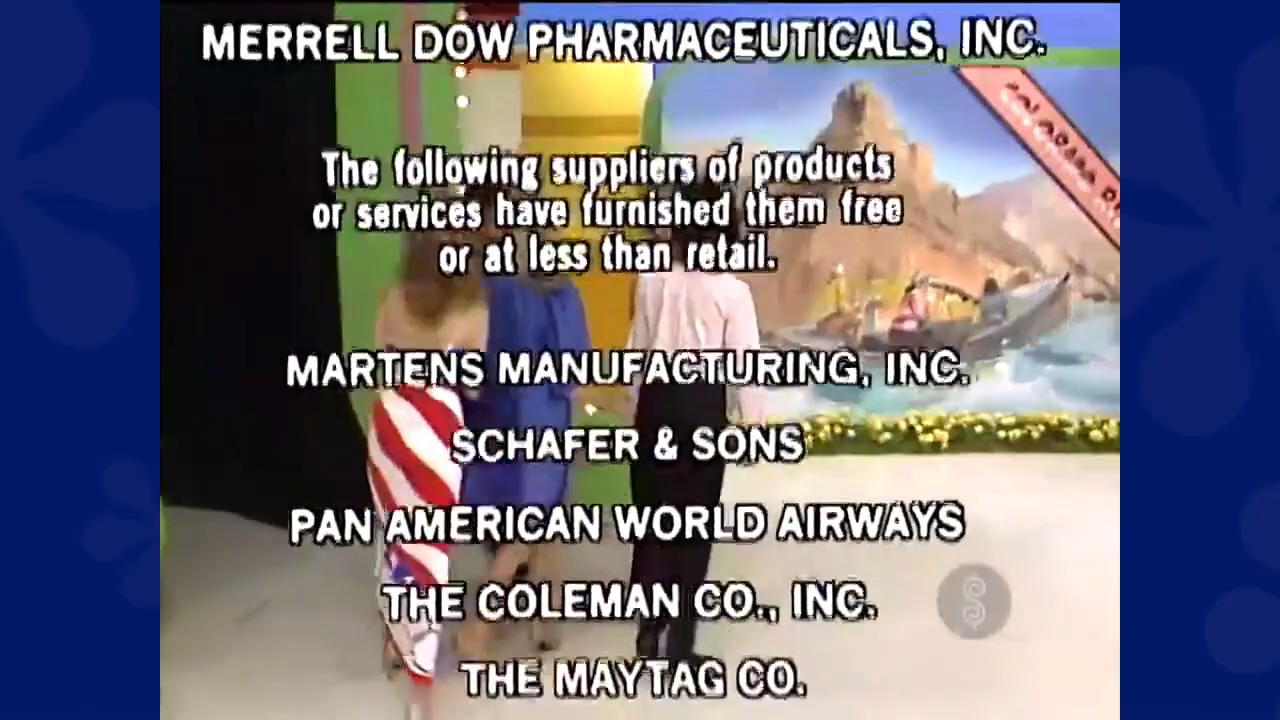 MERRELL DOW PHARMACEUTICALS, INC.
COLORAMA
The following suppliers of products
or services have furnished them free
or at less than retail.
MARTENS MANUFACTURING, INC.
SCHAFER & SONS
PAN AMERICAN WORLD AIRWAYS
THE COLEMAN CO., INC.
THE MAYTAG CO.